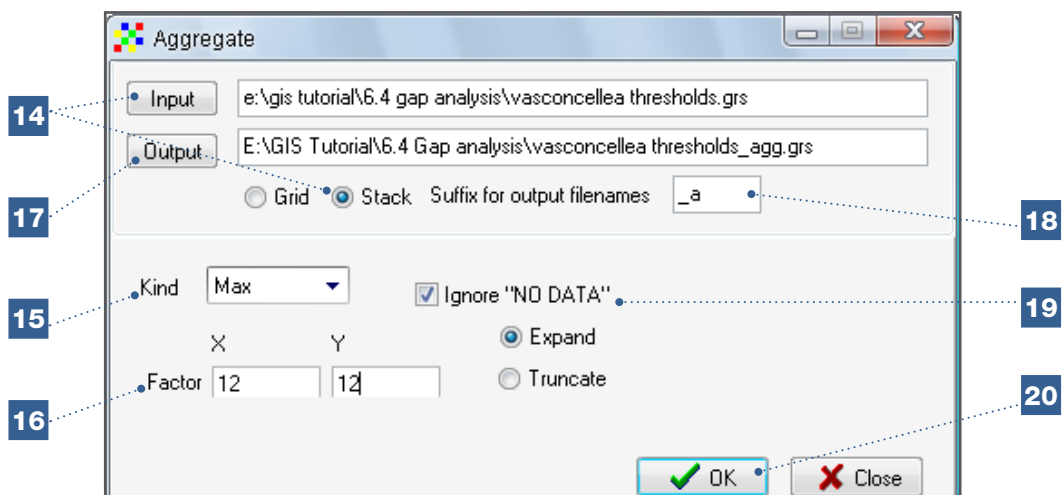 Aggregate
14
Input e:\gis tutorial\6.4 gap analysis\vasconcellea thresholds.grs
Output E:\GIS Tutorial\6.4 Gap analysis\vasconcellea thresholds_agg.grs
17
Grid Stack Suffix for output filenames _a
18
Kind Max Ignore "NO DATA"
15
19
X Y Expand
Factor 12 12 Truncate
16
20
OK Close